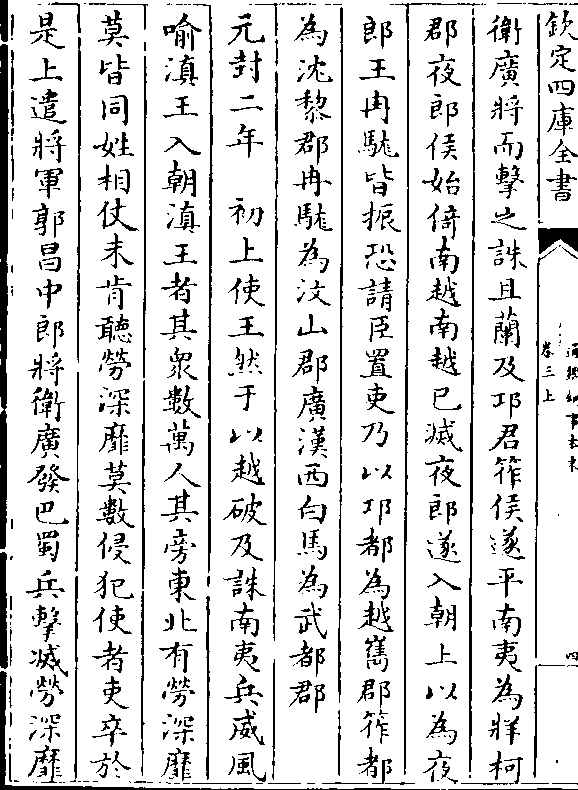 欽定四庫全書
卷三上
四
衛廣將而擊之誅且蘭及邛君筰侯遂平南夷為牂柯
郡夜郎侯始倚南越南越已滅夜郎遂入朝上以為夜
郎王冉駹皆振恐請臣置吏乃以邛都為越嶲郡筰都
為沈黎郡冉駹為汶山郡廣漢西白馬為武都郡
元封二年 初上使王然于以越破及誅南夷兵威風
喻滇王入朝滇王者其衆數萬人其旁東北有勞深靡
莫皆同姓相仗未肯聽勞深靡莫數侵犯使者吏卒於
是上遣將軍郭昌中郎將衛廣發巴蜀兵擊滅勞深靡